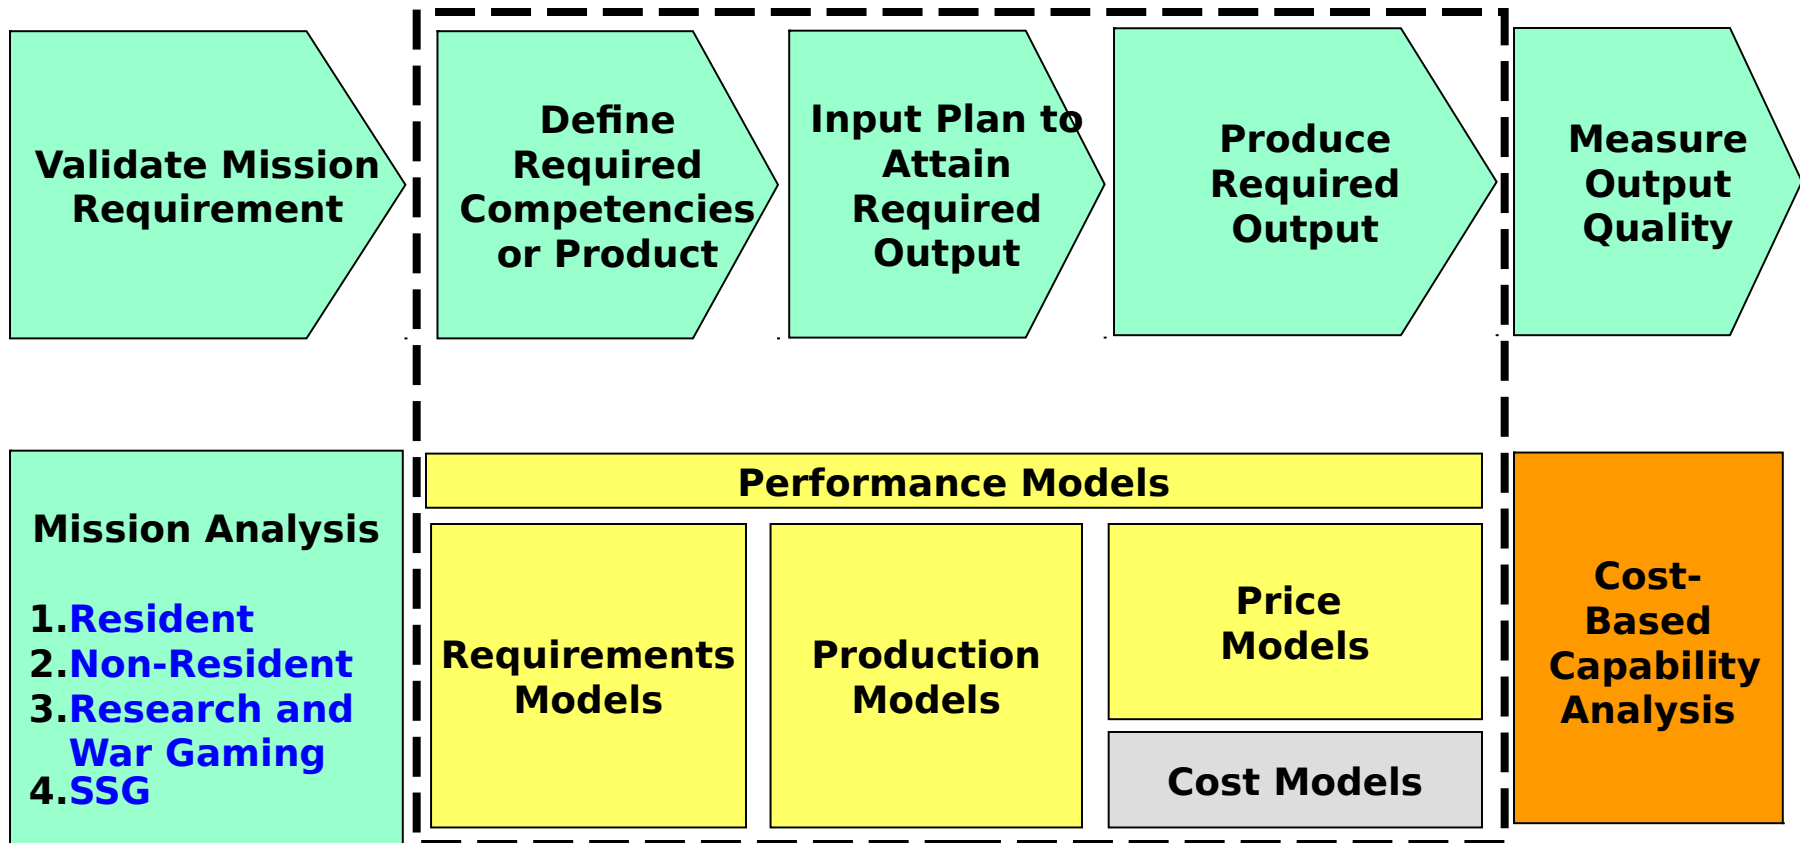 Validate Mission
Requirement
Define
Required
Competencies
or Product
Input Plan to
Attain
Required
Output
Produce
Required
Output
Measure
Output
Quality
Mission Analysis
1.Resident
2.Non-Resident
3.Research and
War Gaming
4.SSG
Performance Models
Requirements
Models
Production
Models
Price
Models
Cost Models
Cost-
Based
Capability
Analysis